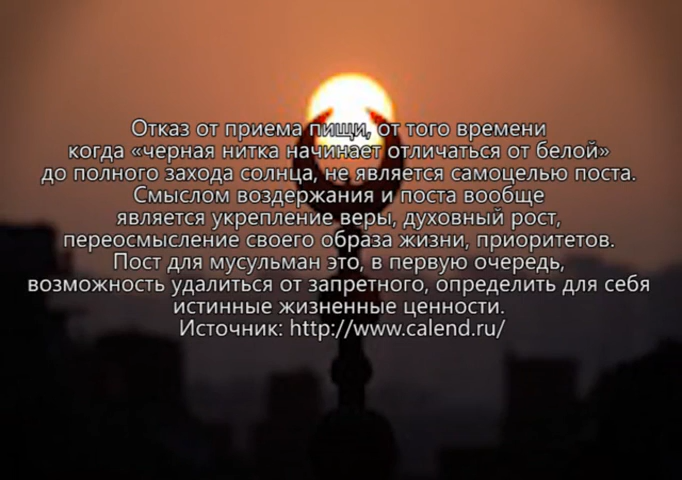 Отказ от приема пищи, от того времени
когда «черная нитка начинает отличаться от белой»
до полного захода солнца, не является самоцелью поста.
Смыслом воздержания и поста вообще
является укрепление веры, духовный рост,
переосмысление своего образа жизни, приоритетов.
Пост для мусульман это, в первую очередь,
возможность удалиться от запретного, определить для себя
истинные жизненные ценности.
Источник: http://www.calend.ru/